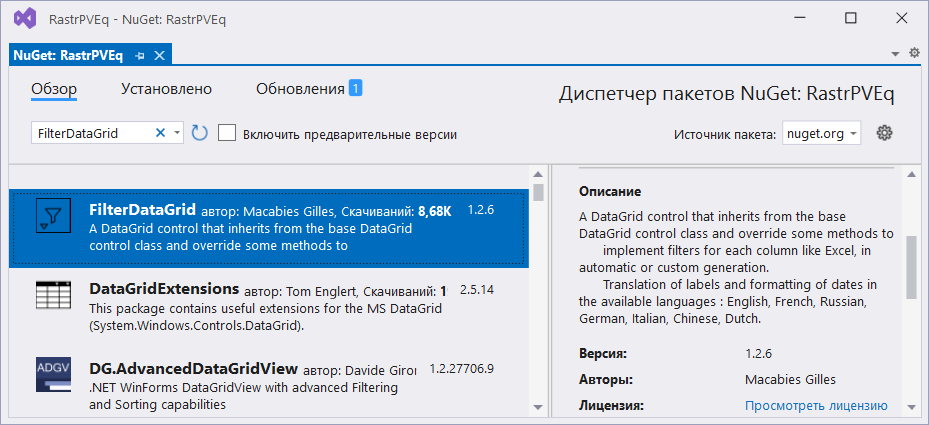 RastrPVEq - NuGet: RastrPVEq
NuGet: RastrPVEq
Обзор
Установлено
Обновления 1
Диспетчер пакетов NuGet: RastrPVEq
FilterDataGrid
Включить предварительные версии
Источник пакета: nuget.org
FilterDataGrid автор: Macabies Gilles, Скачиваний: 8,68K 1.2.6
A DataGrid control that inherits from the base DataGrid
control class and override some methods to
DataGridExtensions автор: Tom Englert, Скачиваний: 1 2.5.14
This package contains useful extensions for the MS DataGrid
(System.Windows.Controls.DataGrid).
ADGV
DG.AdvancedDataGridView автор: Davide Giron 1.2.27706.9
.NET WinForms DataGridView with advanced Filtering
and Sorting capabilities
Описание
A DataGrid control that inherits from the base
DataGrid control class and override some methods to
implement filters for each column like Excel, in
automatic or custom generation.
Translation of labels and formatting of dates in
the available languages : English, French, Russian,
German, Italian, Chinese, Dutch.
Версия: 1.2.6
Авторы: Macabies Gilles
Лицензия: Просмотреть лицензию